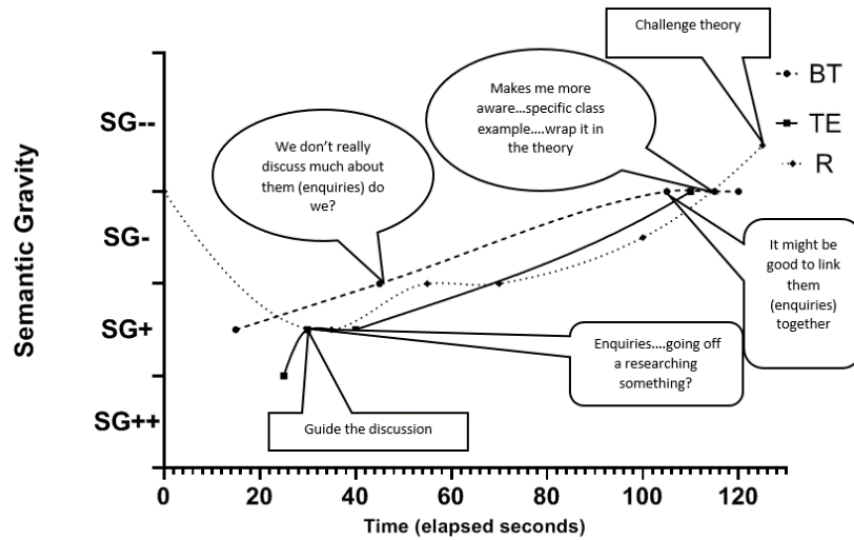 Challenge theory
BT
TE
R
Makes me more
aware...specific class
example....wrap it in
the theory
We don't really
discuss much about
them (enquiries) do
we?
It might be
good to link
them
(enquiries)
together
Enquiries....going off
a researching
something?
Guide the discussion
Semantic Gravity
SG--
SG-
SG+
SG++
0 20 40 60 80 100 120
Time (elapsed seconds)